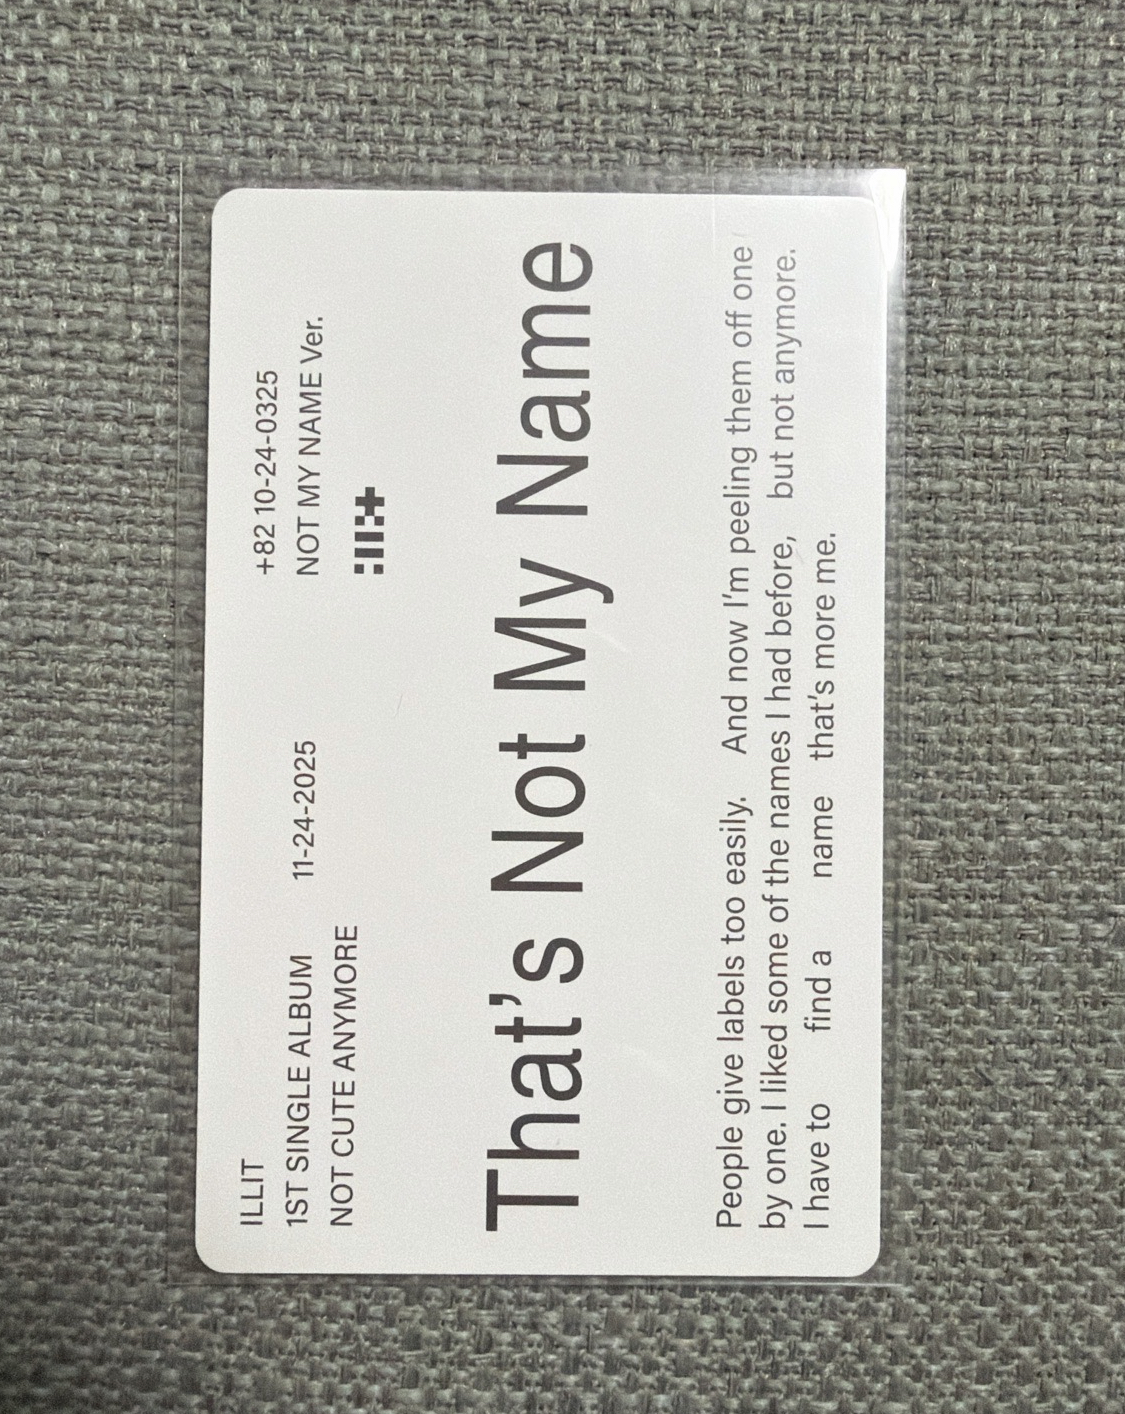 ILLIT
1ST SINGLE ALBUM 11-24-2025
NOT CUTE ANYMORE
+82 10-24-0325
NOT MY NAME Ver.
That's Not My Name
People give labels too easily. And now I'm peeling them off one
by one. I liked some of the names I had before, but not anymore.
I have to find a name that's more me.